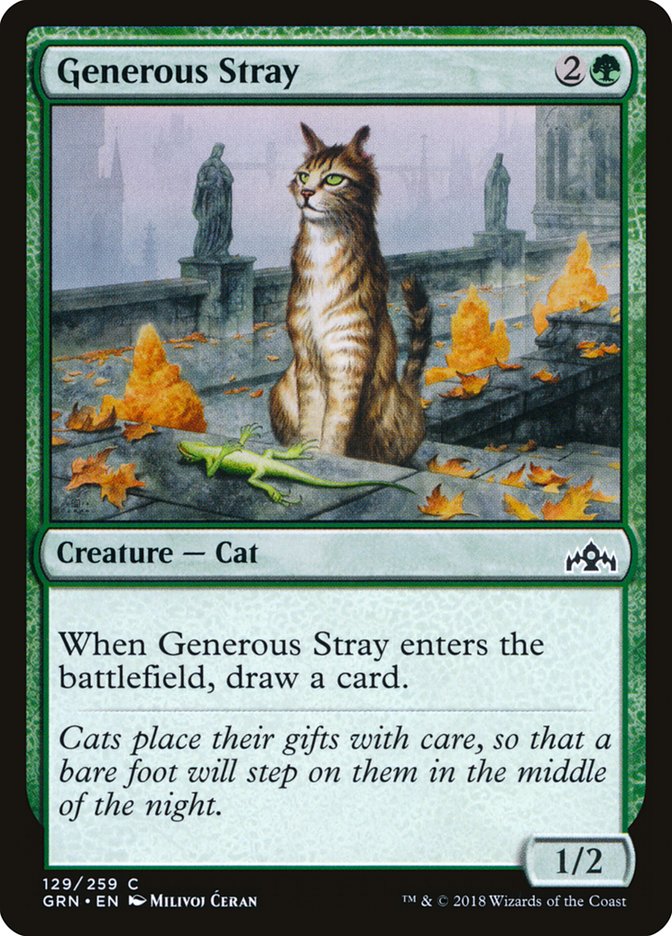 Generous Stray 2
Creature — Cat
When Generous Stray enters the
battlefield, draw a card.
Cats place their gifts with care, so that a
bare foot will step on them in the middle
of the night.
1/2
129/259 C
GRN • EN Milivoj Ćeran
™ & © 2018 Wizards of the Coast